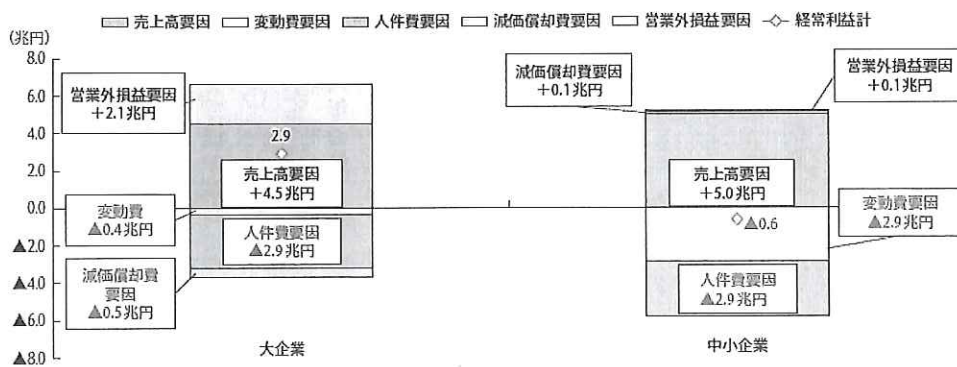 売上高要因 変動費要因 人件費要因 減価償却費要因 営業外損益要因 経常利益計
(兆円)
8.0
6.0
4.0
2.0
0.0
▲2.0
▲4.0
▲6.0
▲8.0
営業外損益要因
+2.1兆円
2.9
売上高要因
+4.5兆円
変動費
▲0.4兆円
人件費要因
▲2.9兆円
減価償却費
要因
▲0.5兆円
大企業
減価償却費要因
+0.1兆円
営業外損益要因
+0.1兆円
売上高要因
+5.0兆円
▲0.6
変動費要因
▲2.9兆円
人件費要因
▲2.9兆円
中小企業